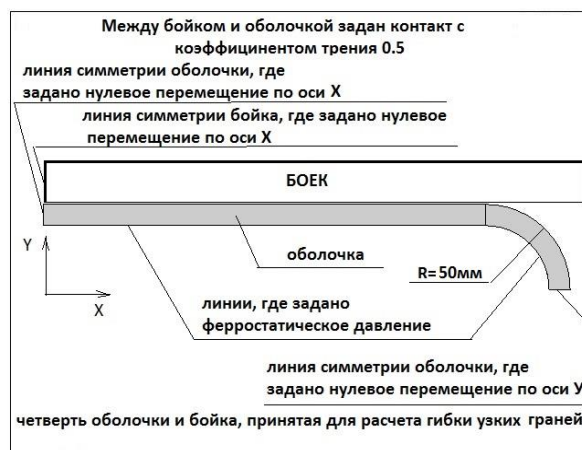 Между бойком и оболочкой задан контакт с
коэффицинентом трения 0.5
линия симметрии оболочки, где
задано нулевое перемещение по оси X
линия симметрии бойка, где задано нулевое
перемещение по оси X
БОЕК
Y
X
оболочка
R=50мм
линии, где задано
ферростатическое давление
линия симметрии оболочки, где
задано нулевое перемещение по оси У
четверть оболочки и бойка, принятая для расчета гибки узких граней